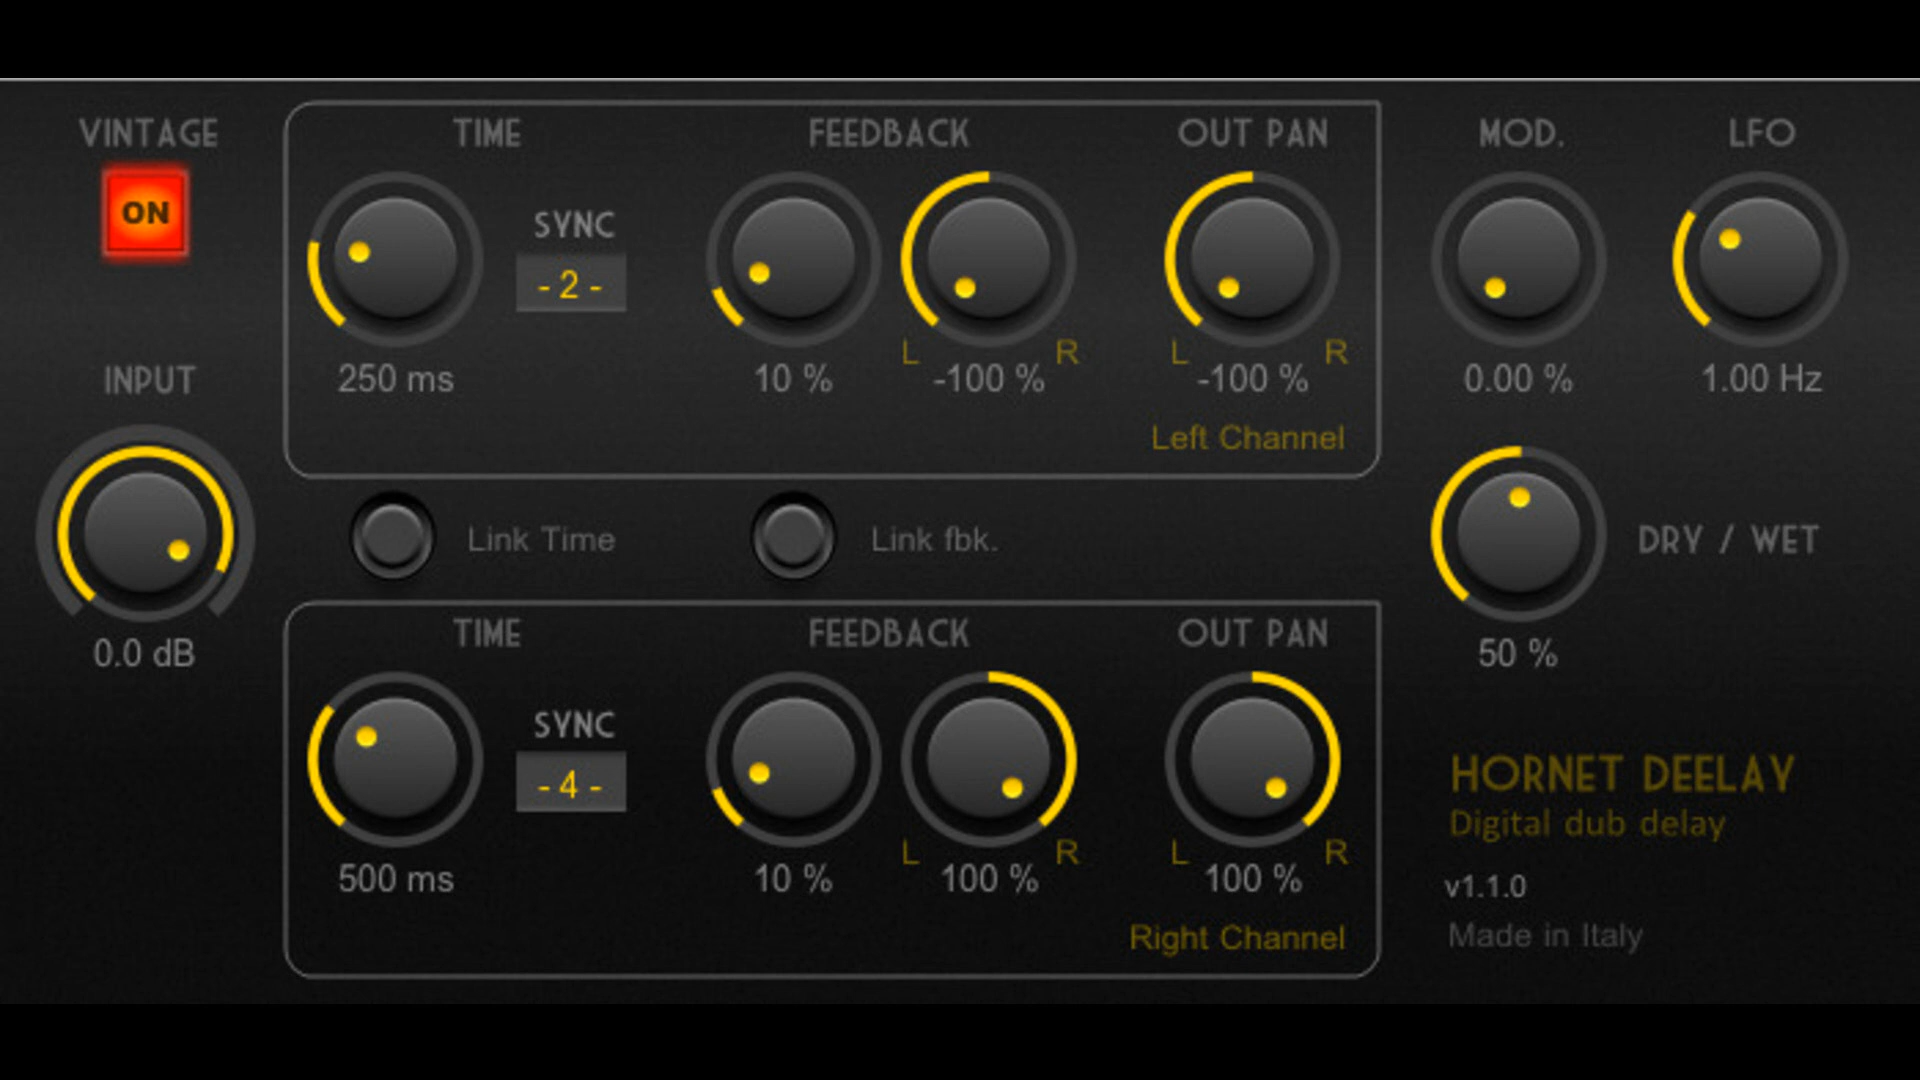 VINTAGE
ON
INPUT
0.0 dB
TIME
FEEDBACK
OUT PAN
SYNC
- 2 -
L
R
L
R
250 ms
10 %
-100 %
-100 %
Left Channel
Link Time
Link fbk.
TIME
FEEDBACK
OUT PAN
SYNC
- 4 -
L
R
L
R
500 ms
10 %
100 %
100 %
Right Channel
MOD.
LFO
0.00 %
1.00 Hz
DRY / WET
50 %
HORNET DEELAY
Digital dub delay
v1.1.0
Made in Italy